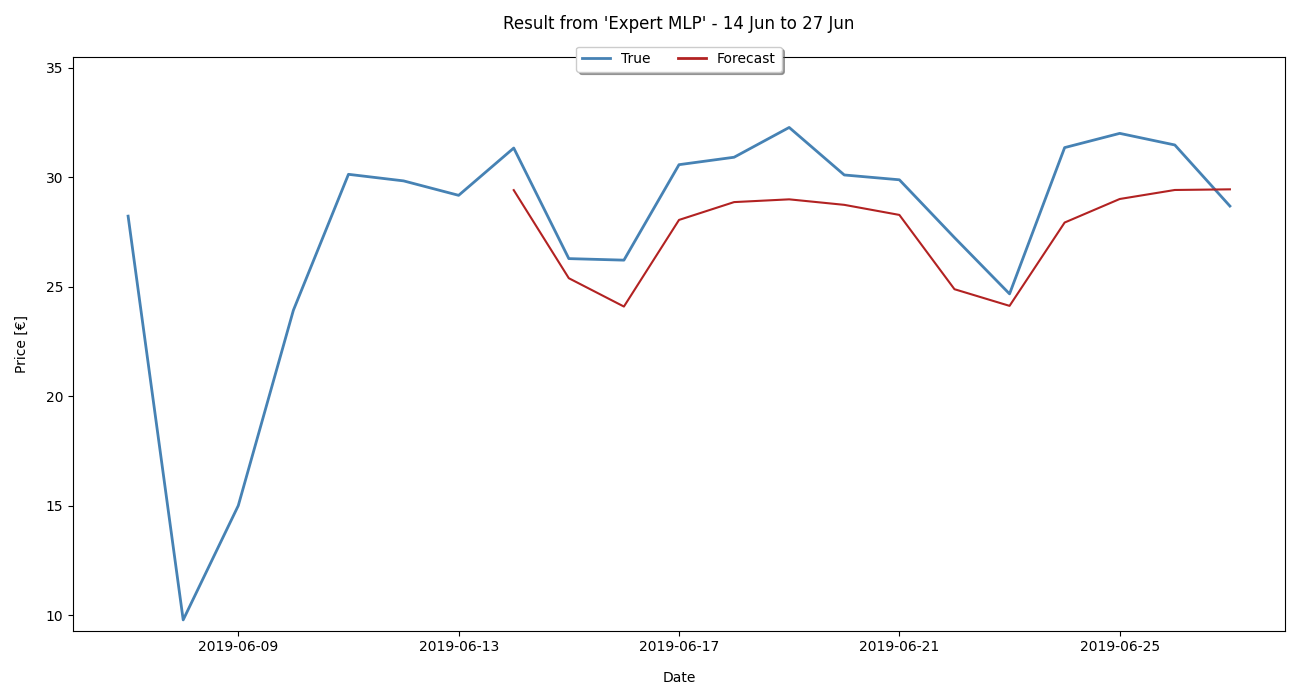 Result from 'Expert MLP' - 14 Jun to 27 Jun
True Forecast
35
30
25
20
15
10
Price [€]
2019-06-09 2019-06-13 2019-06-17 2019-06-21 2019-06-25
Date